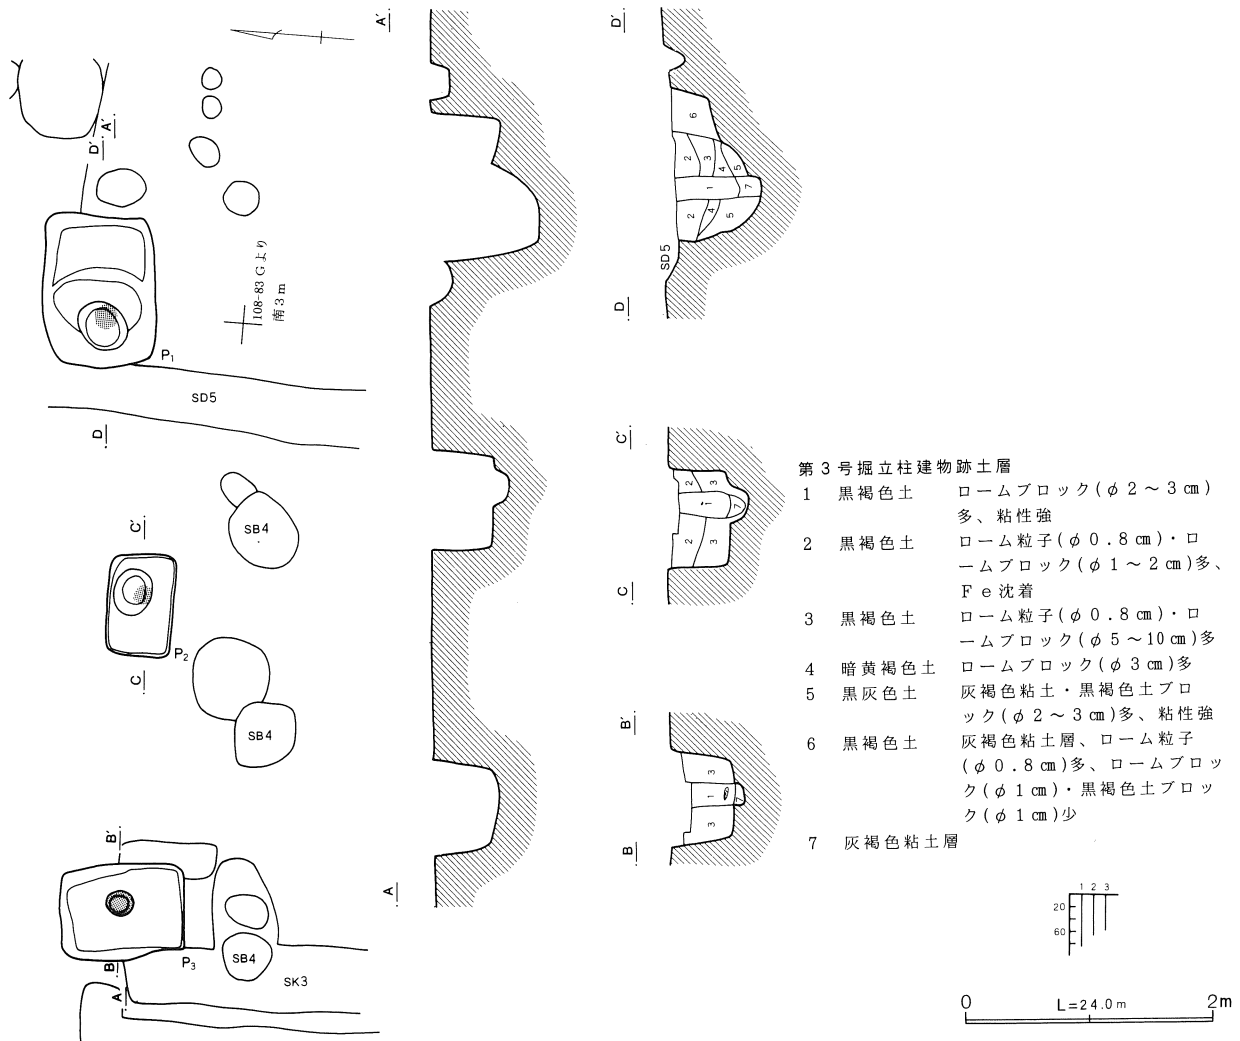 A′
D′
D′
A′
6
2
3
4
5
1
7
2
4
5
SD5
108-83 Gより
南3m
P1
SD5
D
D
C′
C′
SB4
2
3
1
7
2
3
P2
C
C
SB4
第3号掘立柱建物跡土層
1 黒褐色土 ロームブロック(φ2～3㎝)
多、粘性強
2 黒褐色土 ローム粒子(φ0.8㎝)・ロ
ームブロック(φ1～2㎝)多、
Fe沈着
3 黒褐色土 ローム粒子(φ0.8㎝)・ロ
ームブロック(φ5～10㎝)多
4 暗黄褐色土 ロームブロック(φ3㎝)多
5 黒灰色土 灰褐色粘土・黒褐色土ブロ
ック(φ2～3㎝)多、粘性強
6 黒褐色土 灰褐色粘土層、ローム粒子
(φ0.8㎝)多、ロームブロッ
ク(φ1㎝)・黒褐色土ブロッ
ク(φ1㎝)少
7 灰褐色粘土層
B′
B′
3
1
7
3
B
A
P3
B
A
SB4
SK3
1 2 3
20
60
0 L=24.0m 2m